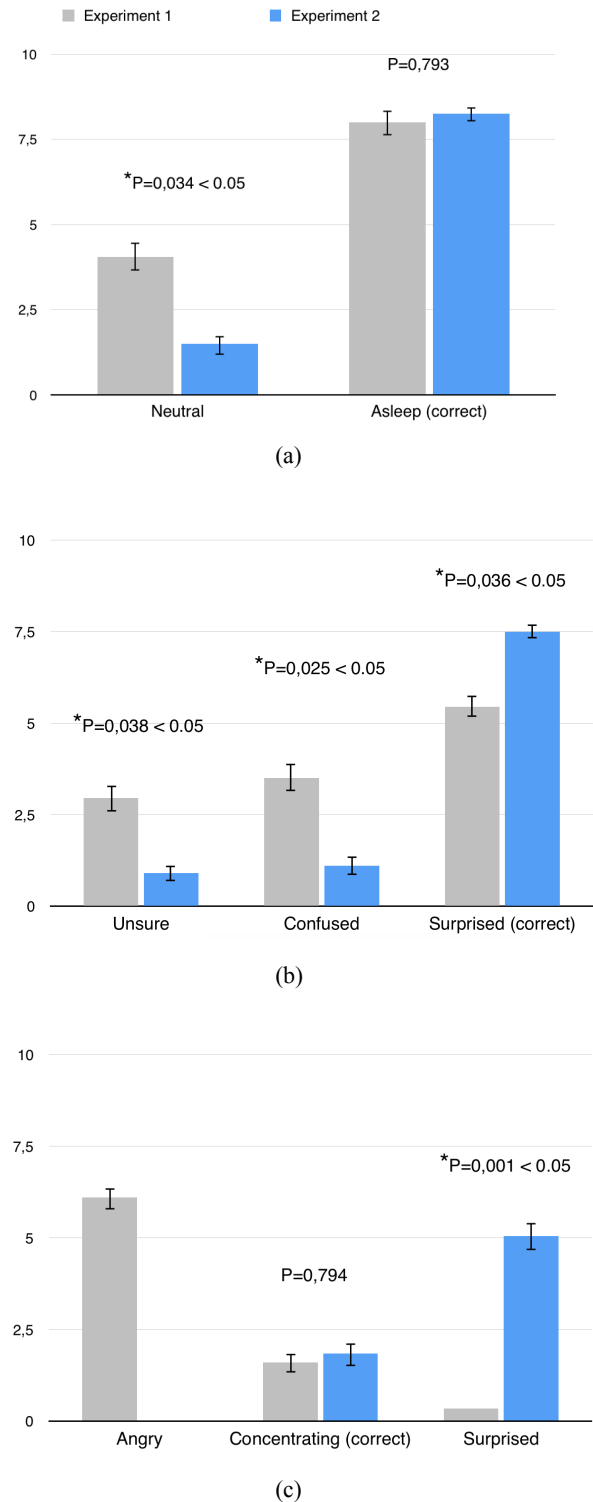 Experiment 1 Experiment 2
10
P=0,793
7,5
*P=0,034 < 0.05
5
2,5
0
Neutral Asleep (correct)
(a)
10
*P=0,036 < 0.05
7,5
*P=0,025 < 0.05
*P=0,038 < 0.05
5
2,5
0
Unsure Confused Surprised (correct)
(b)
10
7,5
*P=0,001 < 0.05
5
P=0,794
2,5
0
Angry Concentrating (correct) Surprised
(c)